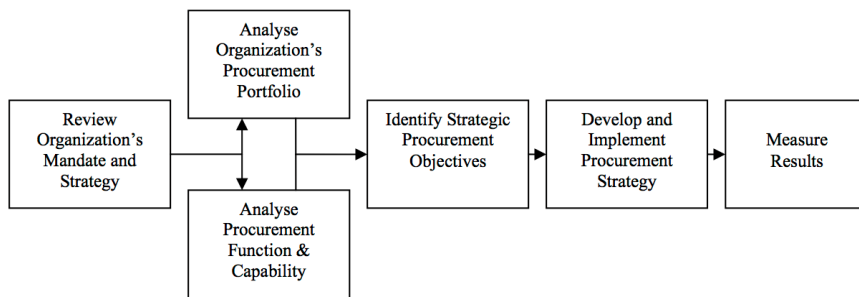 Analyse
Organization's
Procurement
Portfolio
Review
Organization's
Mandate and
Strategy
Identify Strategic
Procurement
Objectives
Develop and
Implement
Procurement
Strategy
Measure
Results
Analyse
Procurement
Function &
Capability